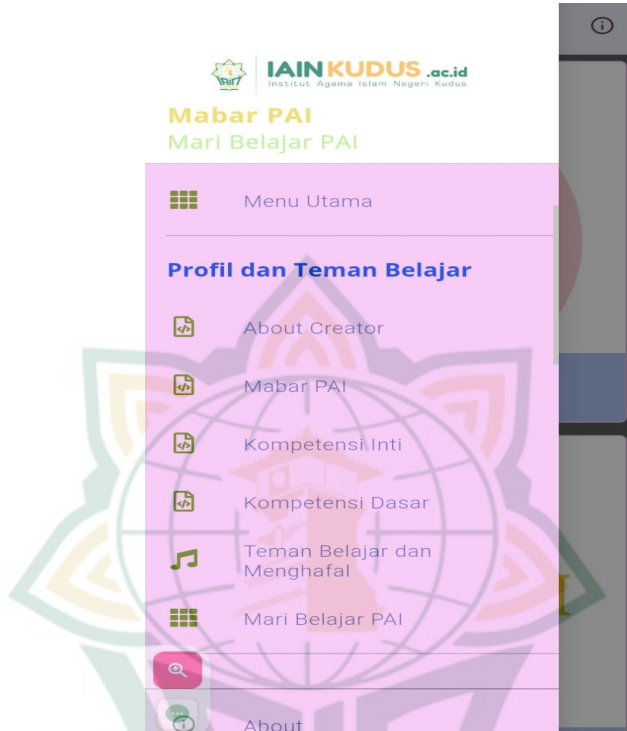 IAIN KUDUS .ac.id
Institut Agama Islam Negeri Kudus
Mabar PAI
Mari Belajar PAI
Menu Utama
Profil dan Teman Belajar
About Creator
Mabar PAI
Kompetensi Inti
Kompetensi Dasar
Teman Belajar dan
Menghafal
Mari Belajar PAI
About